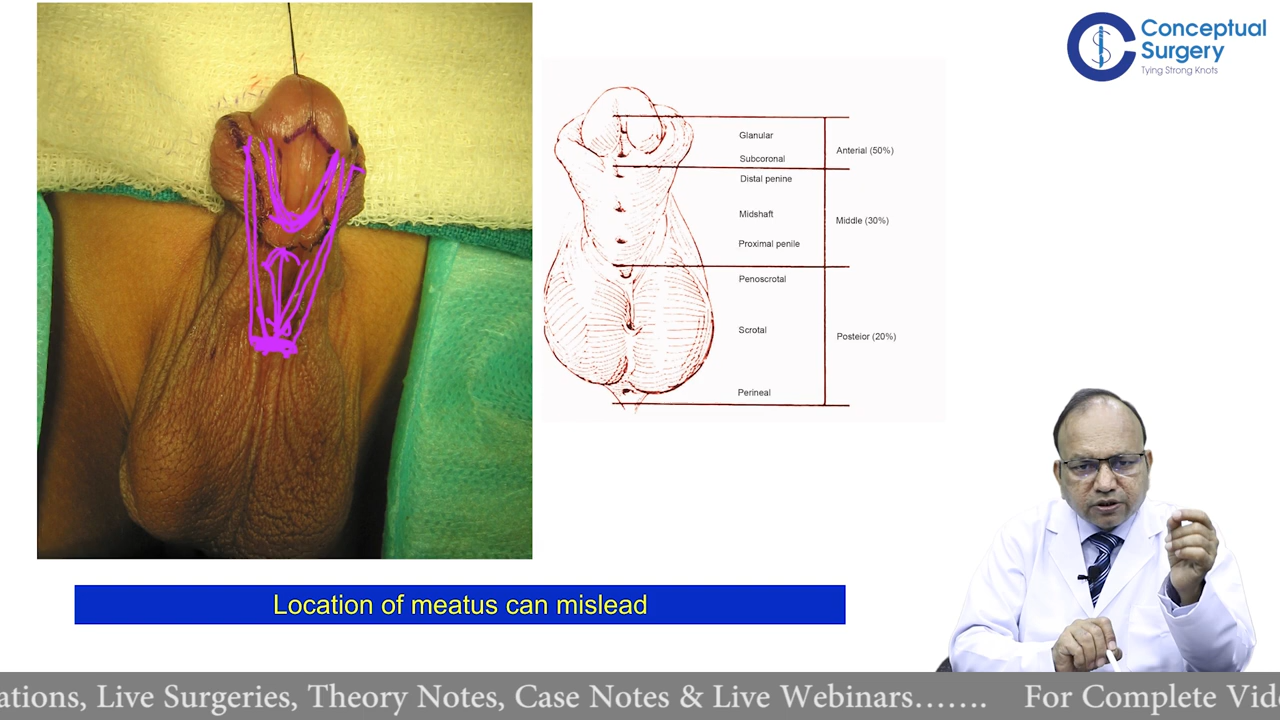 Conceptual
Surgery
Tying Strong Knots
Glanular
Subcoronal
Anterial (50%)
Distal penine
Midshaft
Middle (30%)
Proximal penile
Penoscrotal
Scrotal
Posteior (20%)
Perineal
Location of meatus can mislead
ations, Live Surgeries, Theory Notes, Case Notes & Live Webinars....... For Complete Vid